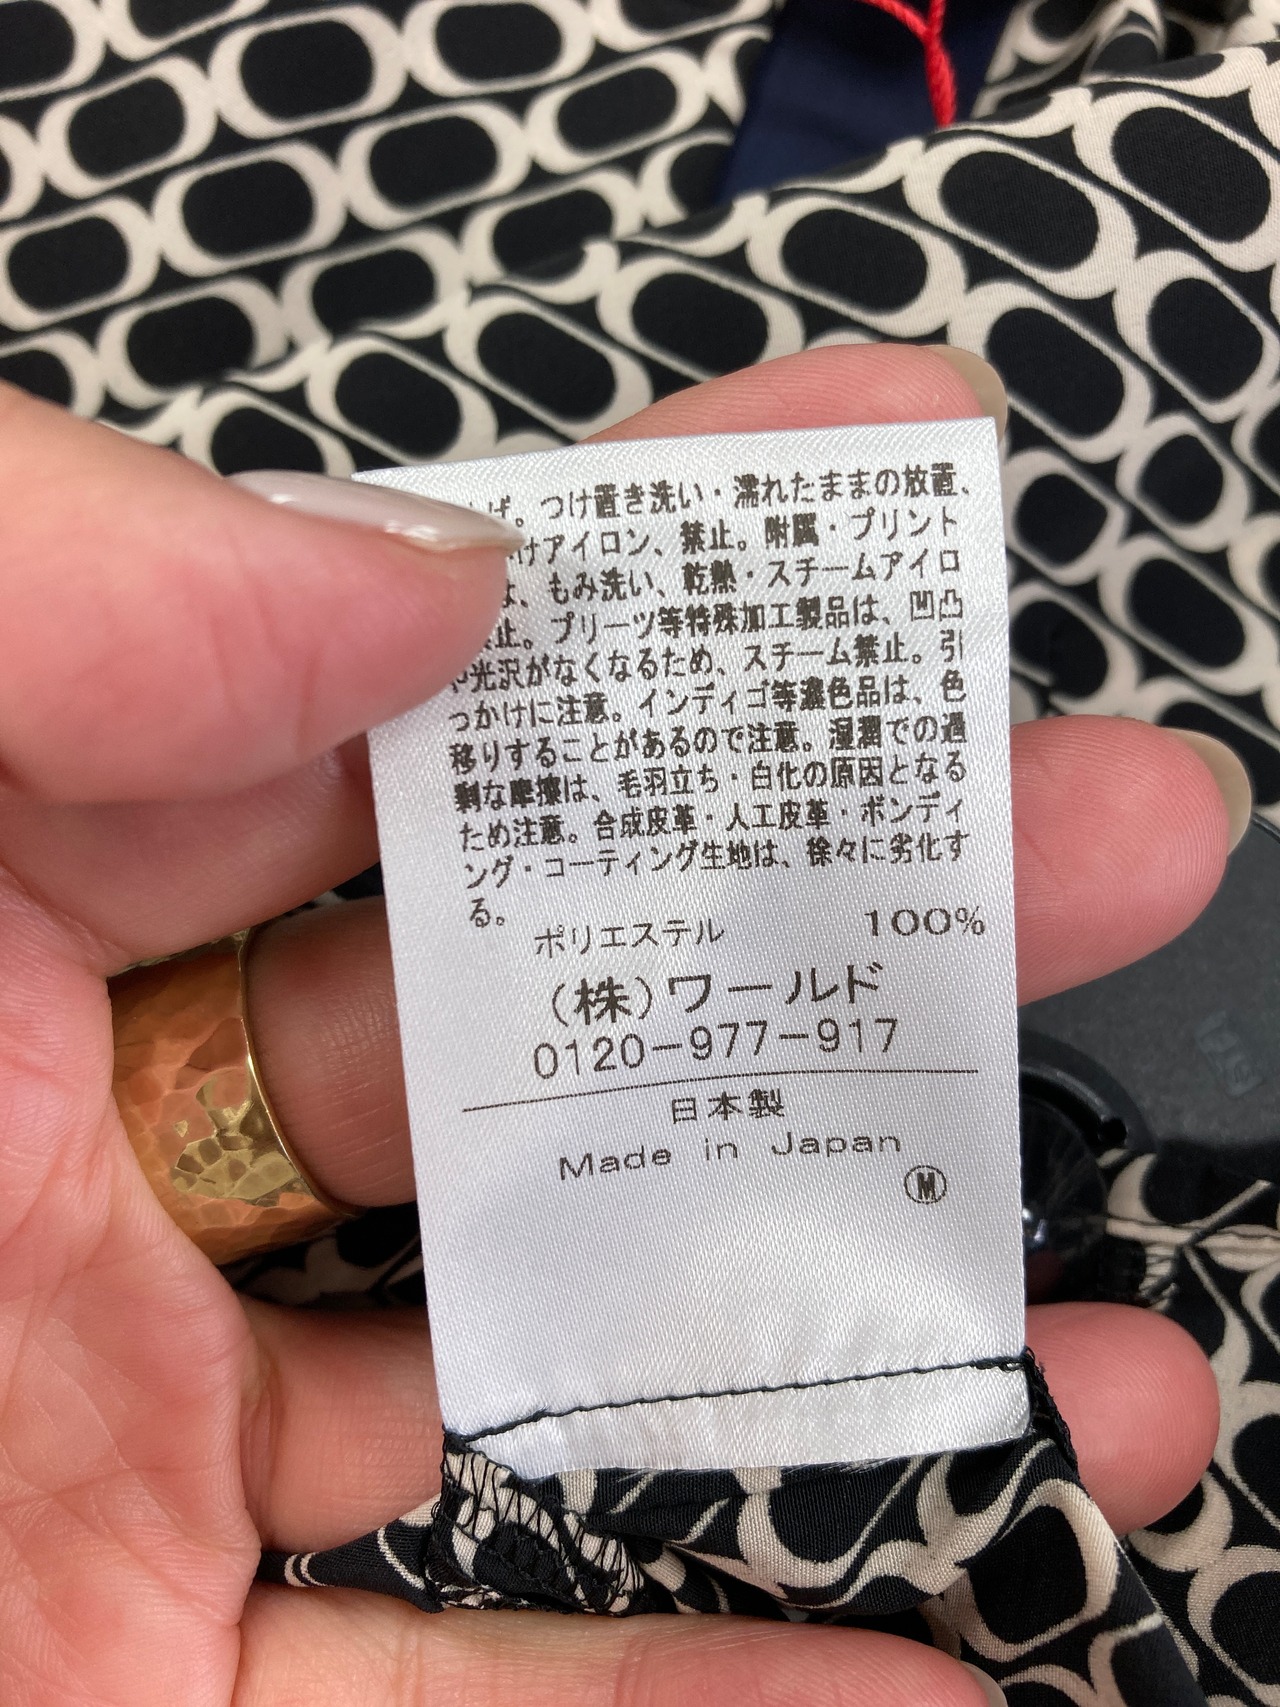 ば。つけ置き洗い・濡れたままの放置、
けアイロン、禁止。附属・プリント
は、もみ洗い、乾熱・スチームアイロ
禁止。プリーツ等特殊加工製品は、凹凸
や光沢がなくなるため、スチーム禁止。引
っかけに注意。インディゴ等濃色品は、色
移りすることがあるので注意。湿潤での過
剰な摩擦は、毛羽立ち・白化の原因となる
ため注意。合成皮革・人工皮革・ボンディ
ング・コーティング生地は、徐々に劣化す
る。
ポリエステル 100%
(株)ワールド
0120-977-917
日本製
Made in Japan
Ⓜ